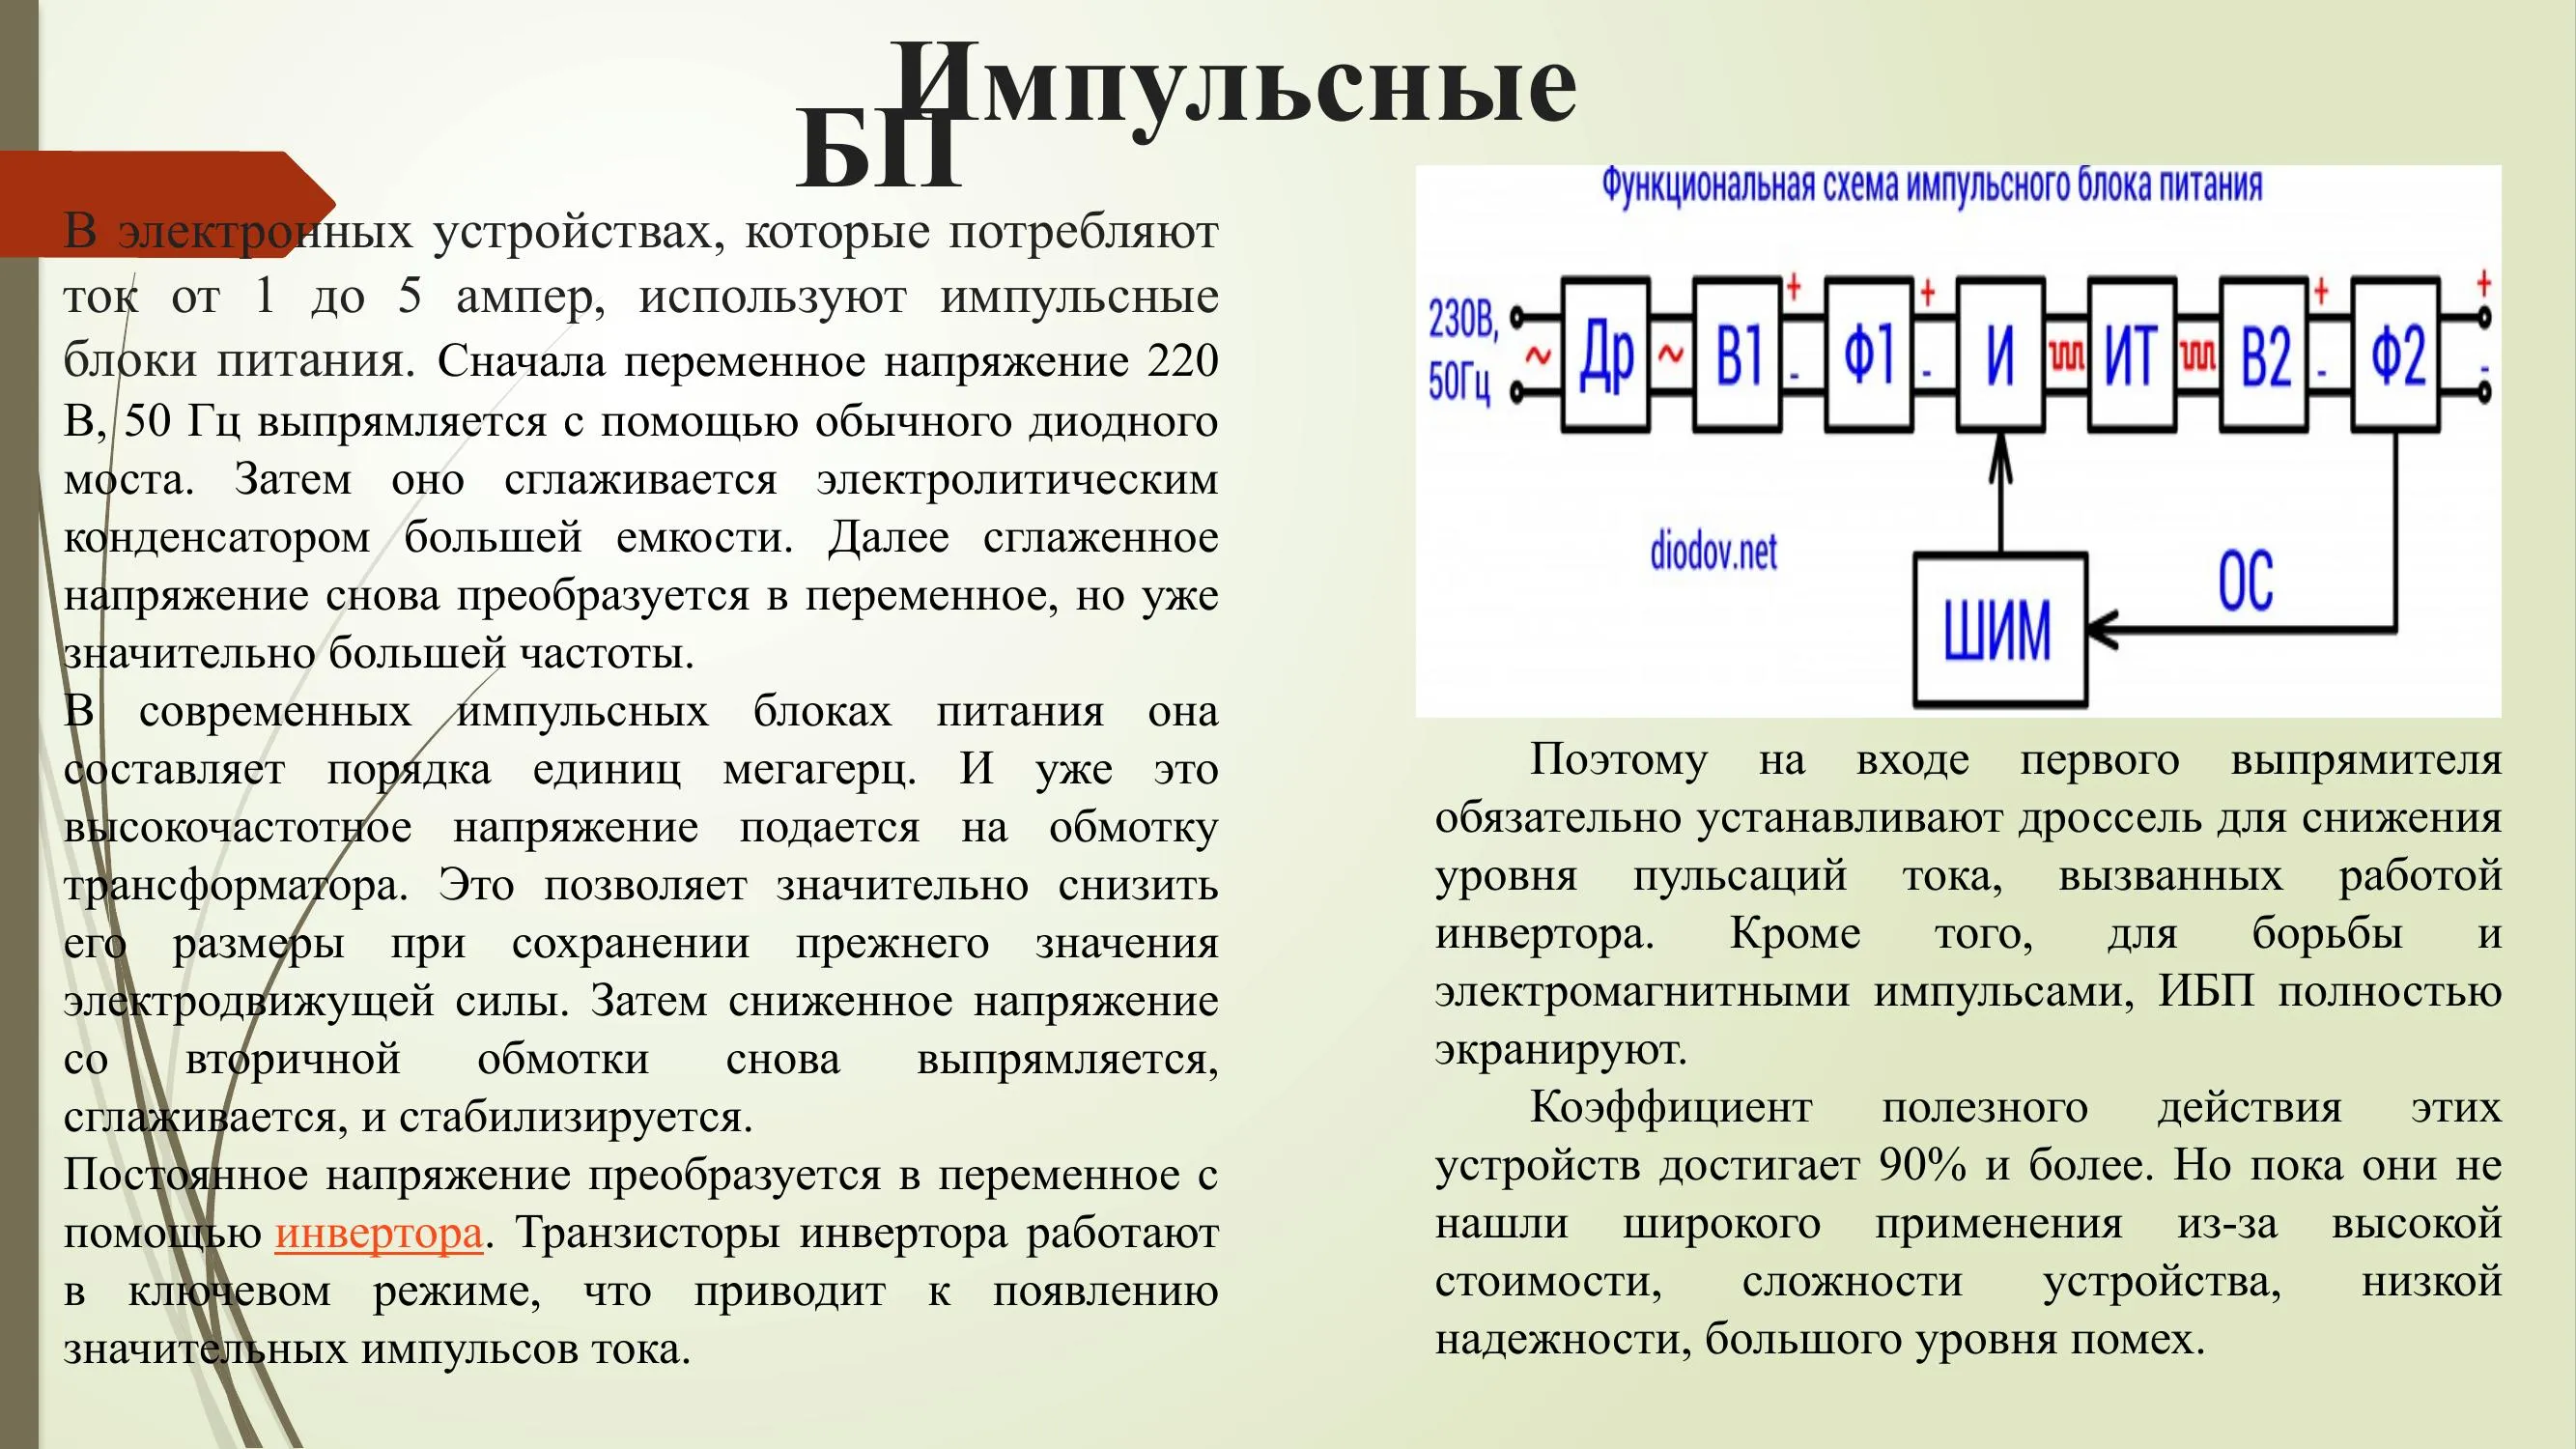 Импульсные
БП
В электронных устройствах, которые потребляют
ток от 1 до 5 ампер, используют импульсные
блоки питания. Сначала переменное напряжение 220
В, 50 Гц выпрямляется с помощью обычного диодного
моста. Затем оно сглаживается электролитическим
конденсатором большей емкости. Далее сглаженное
напряжение снова преобразуется в переменное, но уже
значительно большей частоты.
В современных импульсных блоках питания она
составляет порядка единиц мегагерц. И уже это
высокочастотное напряжение подается на обмотку
трансформатора. Это позволяет значительно снизить
его размеры при сохранении прежнего значения
электродвижущей силы. Затем сниженное напряжение
со вторичной обмотки снова выпрямляется,
сглаживается, и стабилизируется.
Постоянное напряжение преобразуется в переменное с
помощью инвертора. Транзисторы инвертора работают
в ключевом режиме, что приводит к появлению
значительных импульсов тока.
Функциональная схема импульсного блока питания
230В,
50Гц
~ Др ~ В1 + - Ф1 + - И ИТ В2 + - Ф2 + -
diodov.net
ОС
ШИМ
Поэтому на входе первого выпрямителя
обязательно устанавливают дроссель для снижения
уровня пульсаций тока, вызванных работой
инвертора. Кроме того, для борьбы и
электромагнитными импульсами, ИБП полностью
экранируют.
Коэффициент полезного действия этих
устройств достигает 90% и более. Но пока они не
нашли широкого применения из-за высокой
стоимости, сложности устройства, низкой
надежности, большого уровня помех.